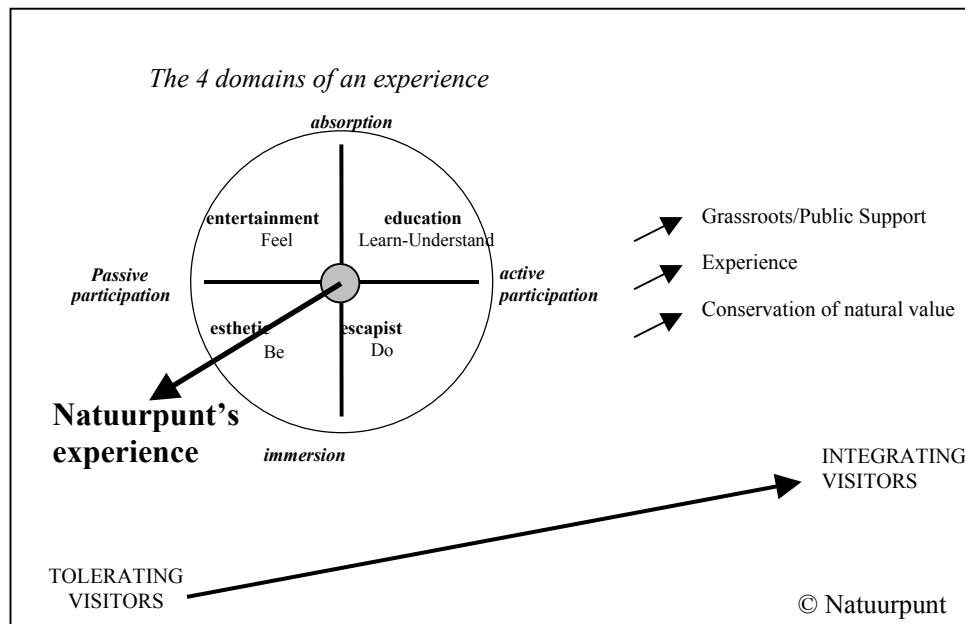 The 4 domains of an experience
absorption
entertainment
Feel
education
Learn-Understand
Passive
participation
active
participation
esthetic
Be
escapist
Do
Natuurpunt’s
experience
immersion
Grassroots/Public Support
Experience
Conservation of natural value
INTEGRATING
VISITORS
TOLERATING
VISITORS
© Natuurpunt